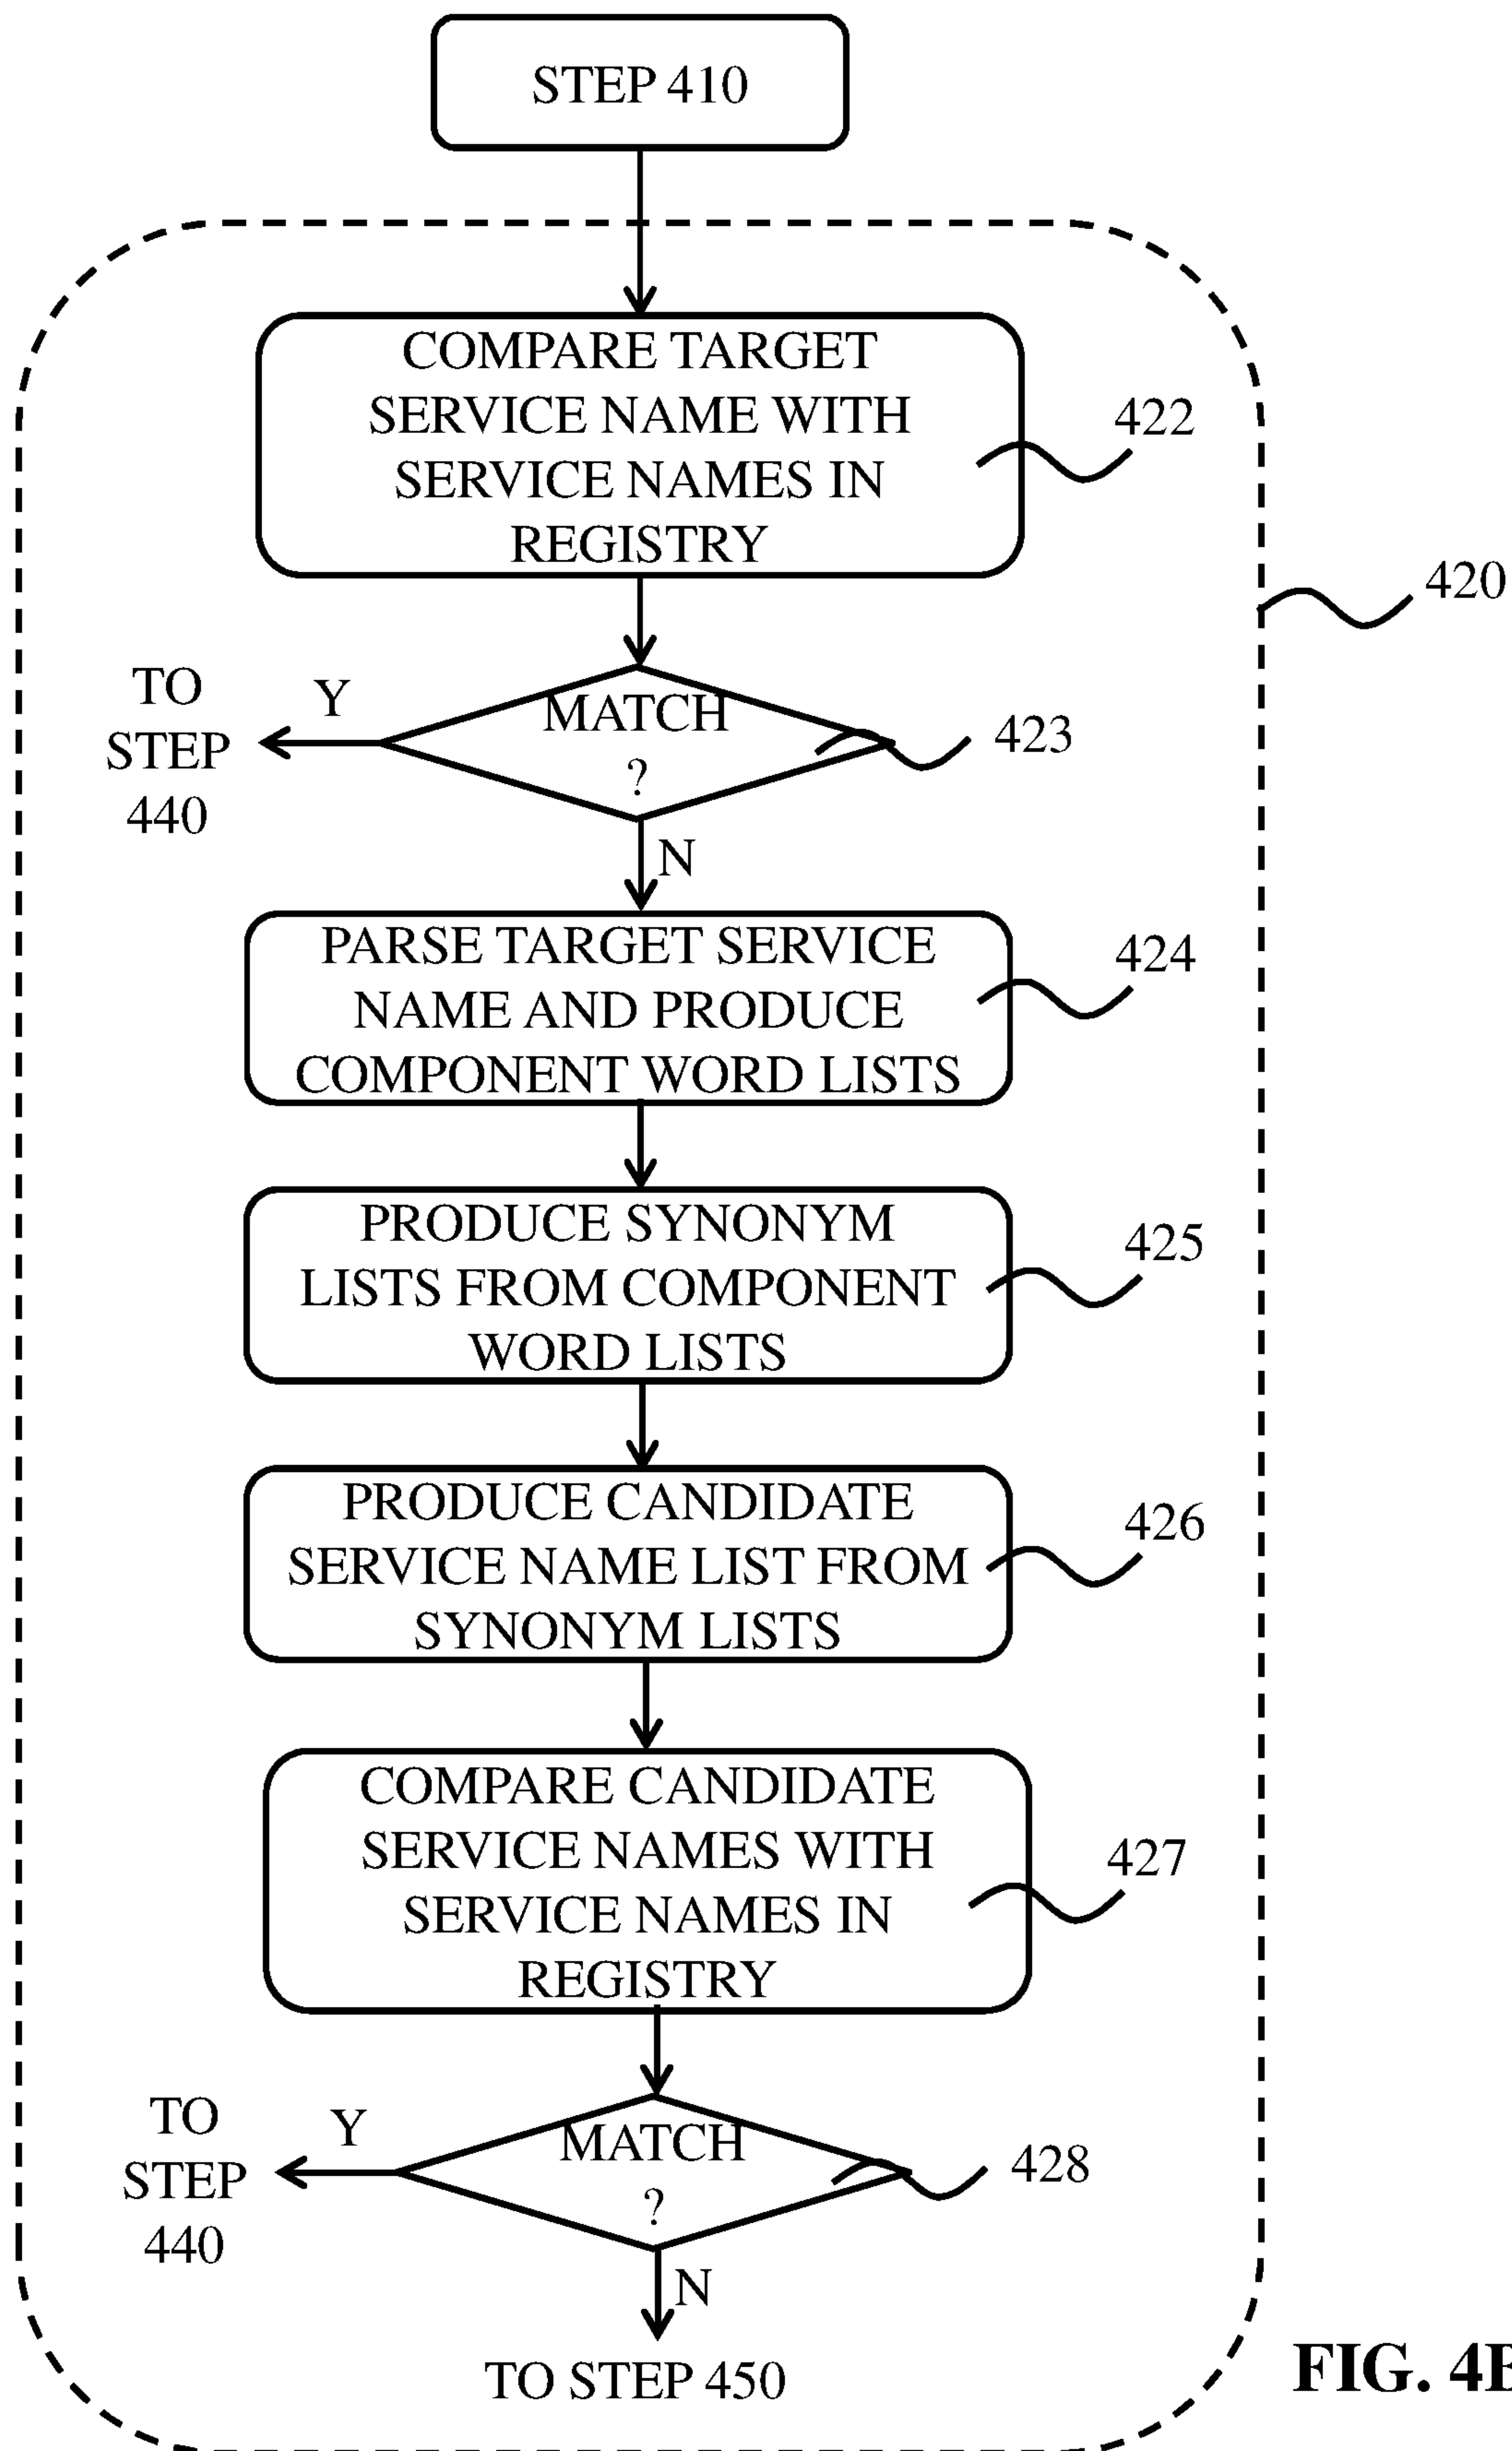 STEP 410
COMPARE TARGET
SERVICE NAME WITH
SERVICE NAMES IN
REGISTRY
422
420
TO
STEP
440
Y
MATCH
?
423
N
PARSE TARGET SERVICE
NAME AND PRODUCE
COMPONENT WORD LISTS
424
PRODUCE SYNONYM
LISTS FROM COMPONENT
WORD LISTS
425
PRODUCE CANDIDATE
SERVICE NAME LIST FROM
SYNONYM LISTS
426
COMPARE CANDIDATE
SERVICE NAMES WITH
SERVICE NAMES IN
REGISTRY
427
TO
STEP
440
Y
MATCH
?
428
N
TO STEP 450
FIG. 4B